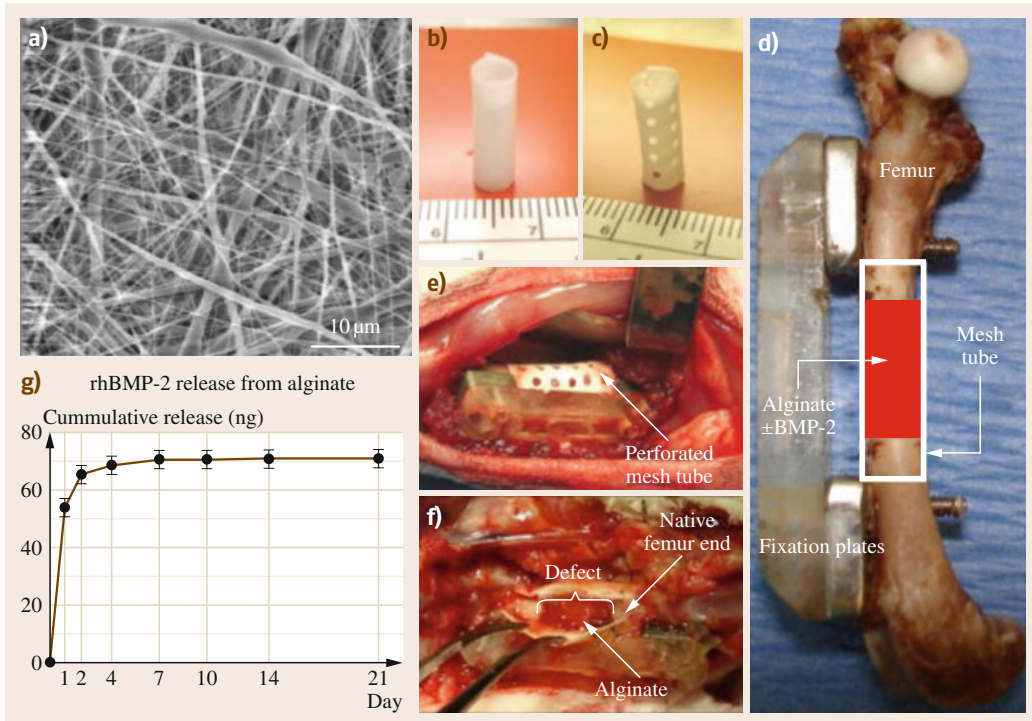 a)
10 µm
b)
6
7
c)
6
7
d)
Femur
Mesh
tube
Alginate
±BMP-2
Fixation plates
e)
Perforated
mesh tube
f)
Native
femur end
Defect
Alginate
g)
rhBMP-2 release from alginate
Cummulative release (ng)
80
60
40
20
0
1 2 4 7 10 14 21
Day